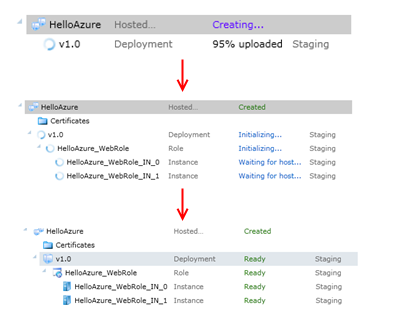 HelloAzure Hosted... Creating...
v1.0 Deployment 95% uploaded Staging
HelloAzure Hosted... Created
Certificates
v1.0 Deployment Initializing... Staging
HelloAzure_WebRole Role Initializing... Staging
HelloAzure_WebRole_IN_0 Instance Waiting for host... Staging
HelloAzure_WebRole_IN_1 Instance Waiting for host... Staging
HelloAzure Hosted... Created
Certificates
v1.0 Deployment Ready Staging
HelloAzure_WebRole Role Ready Staging
HelloAzure_WebRole_IN_0 Instance Ready Staging
HelloAzure_WebRole_IN_1 Instance Ready Staging